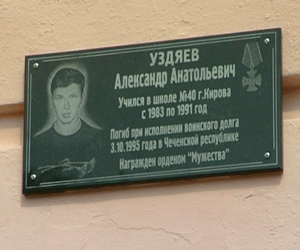 УЗДЯЕВ
Александр Анатольевич
Учился в школе №40 г.Кирова
с 1983 по 1991 год
Погиб при исполнении воинского долга
3.10.1995 года в Чеченской республике
Награжден орденом "Мужества"